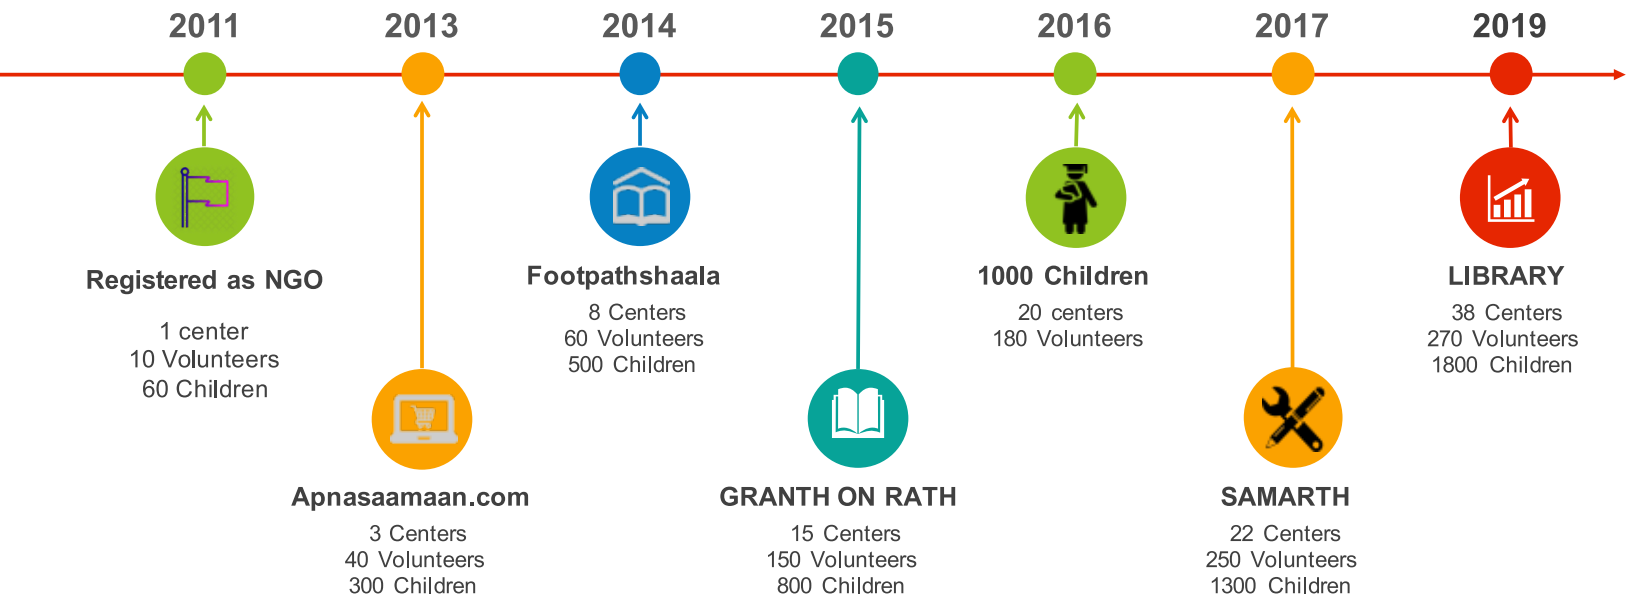 2011
2013
2014
2015
2016
2017
2019
Registered as NGO
1 center
10 Volunteers
60 Children
Apnasaamaan.com
3 Centers
40 Volunteers
300 Children
Footpathshaala
8 Centers
60 Volunteers
500 Children
GRANTH ON RATH
15 Centers
150 Volunteers
800 Children
1000 Children
20 centers
180 Volunteers
SAMARTH
22 Centers
250 Volunteers
1300 Children
LIBRARY
38 Centers
270 Volunteers
1800 Children